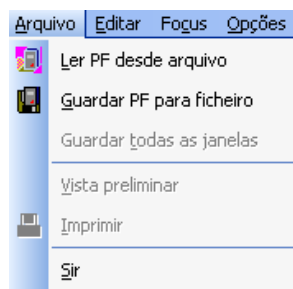 Arquivo Editar Focus Opções
Ler PF desde arquivo
Guardar PF para ficheiro
Guardar todas as janelas
Vista preliminar
Imprimir
Sir